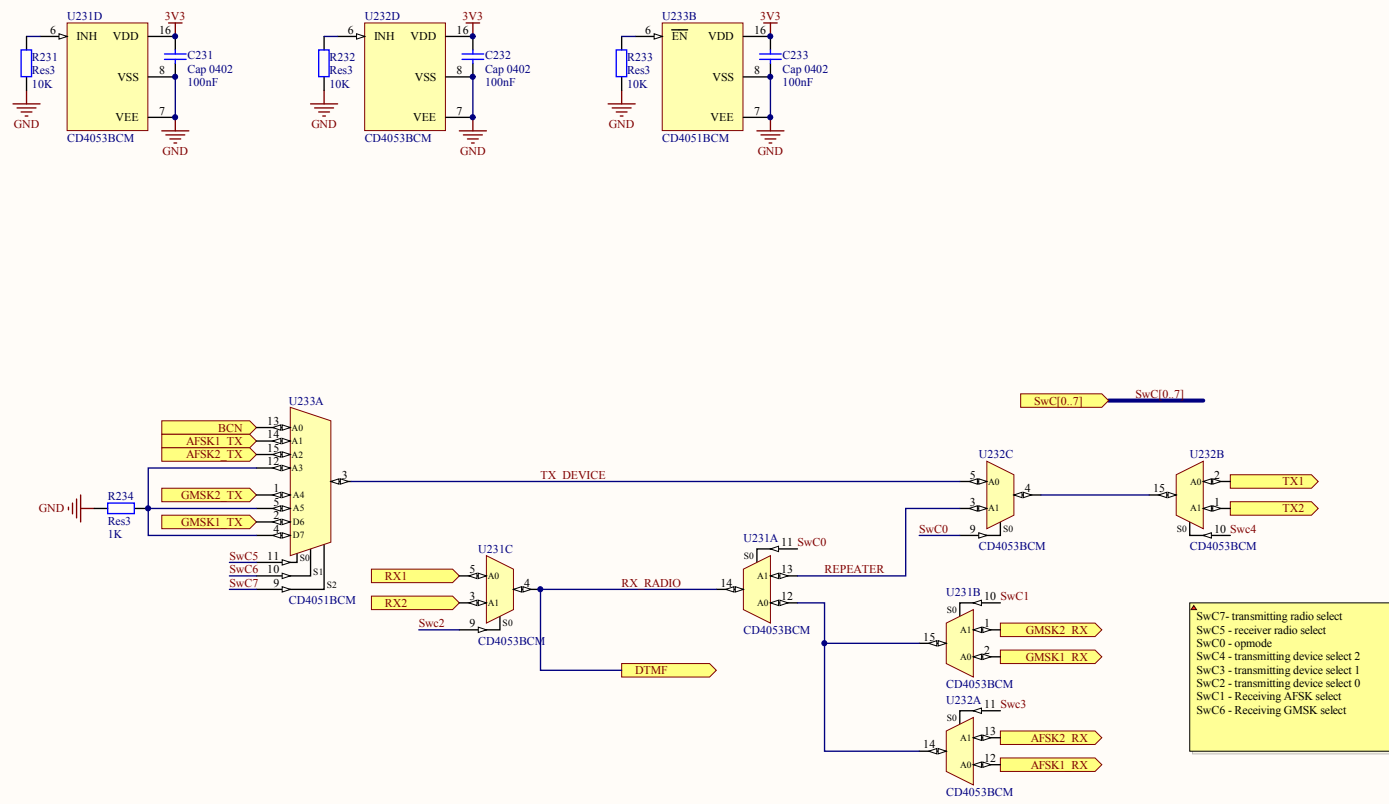 U231D
3V3
6
INH
VDD
16
R231
Res3
10K
C231
Cap 0402
100nF
VSS
8
VEE
7
GND
CD4053BCM
GND
U232D
3V3
6
INH
VDD
16
R232
Res3
10K
C232
Cap 0402
100nF
VSS
8
VEE
7
GND
CD4053BCM
GND
U233B
3V3
6
EN
VDD
16
R233
Res3
10K
C233
Cap 0402
100nF
VSS
8
VEE
7
GND
CD4051BCM
GND
SwC[0..7]
SwC[0..7]
U233A
BCN
13
A0
AFSK1_TX
14
A1
AFSK2_TX
15
A2
12
A3
GMSK2_TX
1
A4
5
A5
GMSK1_TX
2
D6
4
D7
3
GND
R234
Res3
1K
SwC5
11
S0
SwC6
10
S1
SwC7
9
S2
CD4051BCM
TX_DEVICE
U231C
RX1
5
A0
RX2
3
A1
4
Swc2
9
S0
CD4053BCM
RX_RADIO
DTMF
U231A
11
SwC0
S0
14
A1
13
A0
12
CD4053BCM
REPEATER
U232C
5
A0
3
A1
4
SwC0
9
S0
CD4053BCM
U232B
15
A0
2
TX1
A1
1
TX2
S0
10
Swc4
CD4053BCM
U231B
10
SwC1
S0
15
A1
1
GMSK2_RX
A0
2
GMSK1_RX
CD4053BCM
U232A
11
Swc3
S0
14
A1
13
AFSK2_RX
A0
12
AFSK1_RX
CD4053BCM
SwC7- transmitting radio select
SwC5 - receiver radio select
SwC0 - opmode
SwC4 - transmitting device select 2
SwC3 - transmitting device select 1
SwC2 - transmitting device select 0
SwC1 - Receiving AFSK select
SwC6 - Receiving GMSK select